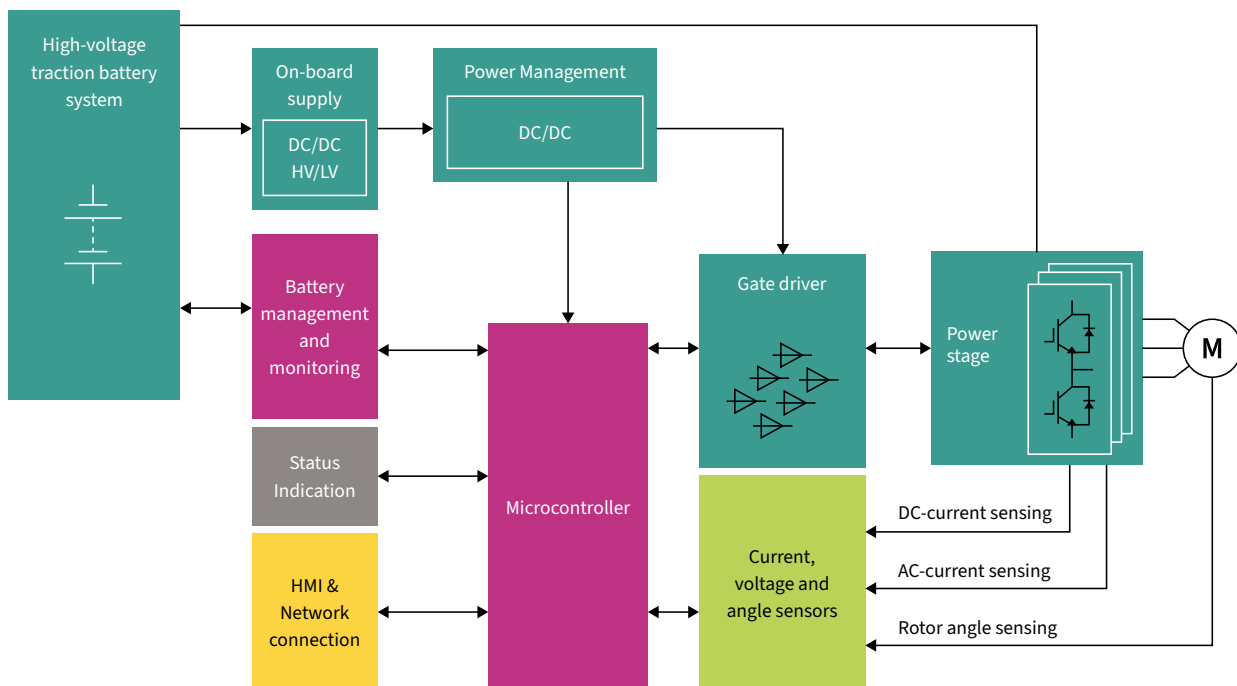 High-voltage
traction battery
system
On-board
supply
DC/DC
HV/LV
Power Management
DC/DC
Battery
management
and
monitoring
Gate driver
Power
stage
M
Status
Indication
Microcontroller
HMI &
Network
connection
Current,
voltage and
angle sensors
DC-current sensing
AC-current sensing
Rotor angle sensing